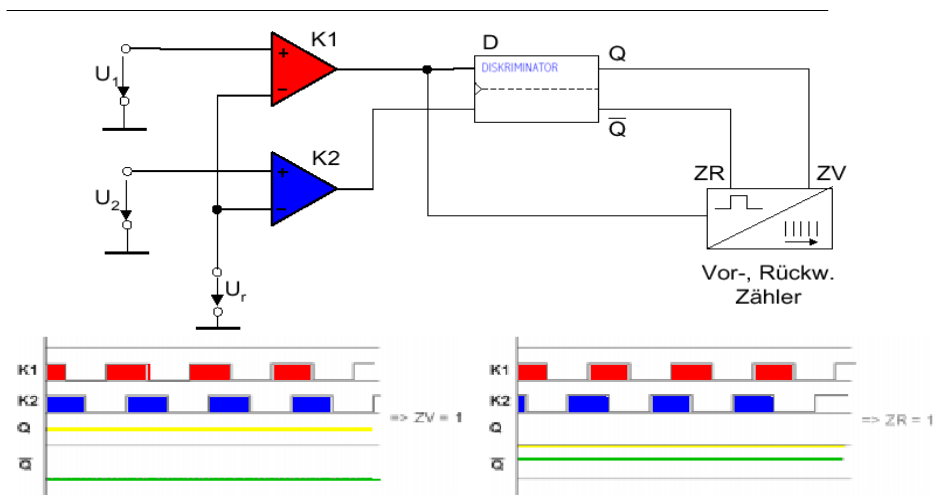 K1
D
DISKRIMINATOR
Q
U1
Q̅
K2
ZR
ZV
U2
Ur
Vor-, Rückw.
Zähler
K1
K2
Q
Q̅
=> ZV = 1
K1
K2
Q
Q̅
=> ZR = 1